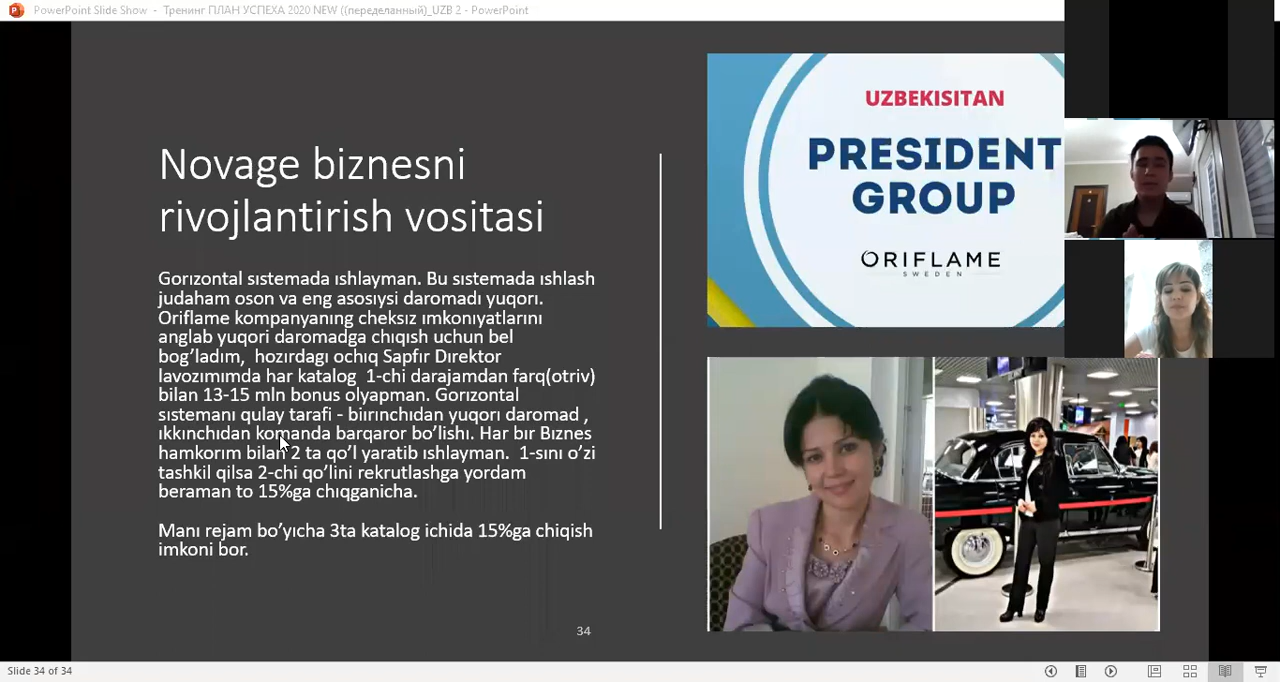 PowerPoint Slide Show - Тренинг ПЛАН УСПЕХА 2020 NEW ((переделанный)_UZB 2 - PowerPoint
Novage biznesni
rivojlantirish vositasi
Gorızontal sıstemada ıshlayman. Bu sıstemada ıshlash
judaham oson va eng asosıysi daromadı yuqorı.
Oriflame kompanyanıng cheksız ımkonıyatlarını
anglab yuqori daromadga chıqısh uchun bel
bog’ladım, hozırdagı ochıq Sapfır Dırektor
lavozımımda har katalog 1-chi darajamdan farq(otriv)
bilan 13-15 mln bonus olyapman. Gorızontal
sıstemanı qulay tarafi - biırınchıdan yuqorı daromad ,
ıkkınchıdan komanda barqaror bo’lishı. Har bır Bıznes
hamkorım bılan 2 ta qo’l yaratib ıshlayman. 1-sını o’zi
tashkil qilsa 2-chi qo’lini rekrutlashga yordam
beraman to 15%ga chıqganicha.
Manı rejam bo’yıcha 3ta katalog ichida 15%ga chiqish
imkoni bor.
34
UZBEKISITAN
PRESIDENT
GROUP
ORIFLAME
SWEDEN
Slide 34 of 34